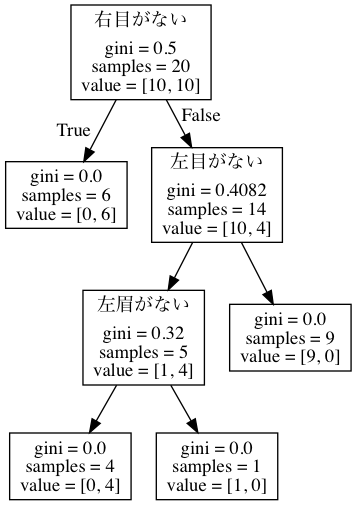 右目がない
gini = 0.5
samples = 20
value = [10, 10]
True
False
gini = 0.0
samples = 6
value = [0, 6]
左目がない
gini = 0.4082
samples = 14
value = [10, 4]
左眉がない
gini = 0.32
samples = 5
value = [1, 4]
gini = 0.0
samples = 9
value = [9, 0]
gini = 0.0
samples = 4
value = [0, 4]
gini = 0.0
samples = 1
value = [1, 0]